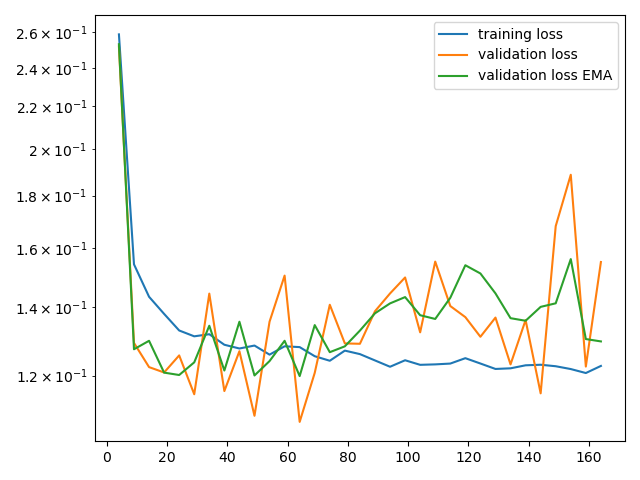 2.6 × 10⁻¹
2.4 × 10⁻¹
2.2 × 10⁻¹
2 × 10⁻¹
1.8 × 10⁻¹
1.6 × 10⁻¹
1.4 × 10⁻¹
1.2 × 10⁻¹
training loss
validation loss
validation loss EMA
0 20 40 60 80 100 120 140 160